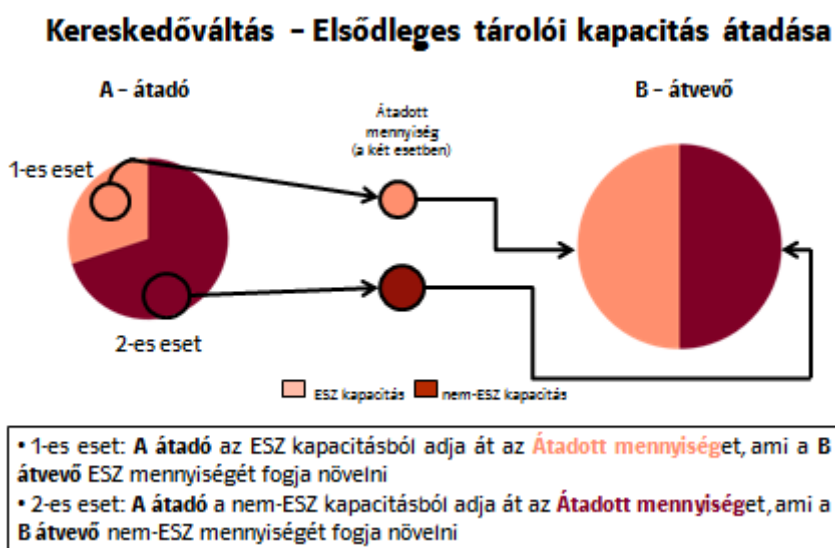 Kereskedőváltás – Elsődleges tárolói kapacitás átadása
A – átadó
B – átvevő
Átadott
mennyiség
(a két esetben)
1-es eset
2-es eset
ESZ kapacitás
nem-ESZ kapacitás
• 1-es eset: A átadó az ESZ kapacitásból adja át az Átadott mennyiséget, ami a B
átvevő ESZ mennyiségét fogja növelni
• 2-es eset: A átadó a nem-ESZ kapacitásból adja át az Átadott mennyiséget, ami a
B átvevő nem-ESZ mennyiségét fogja növelni